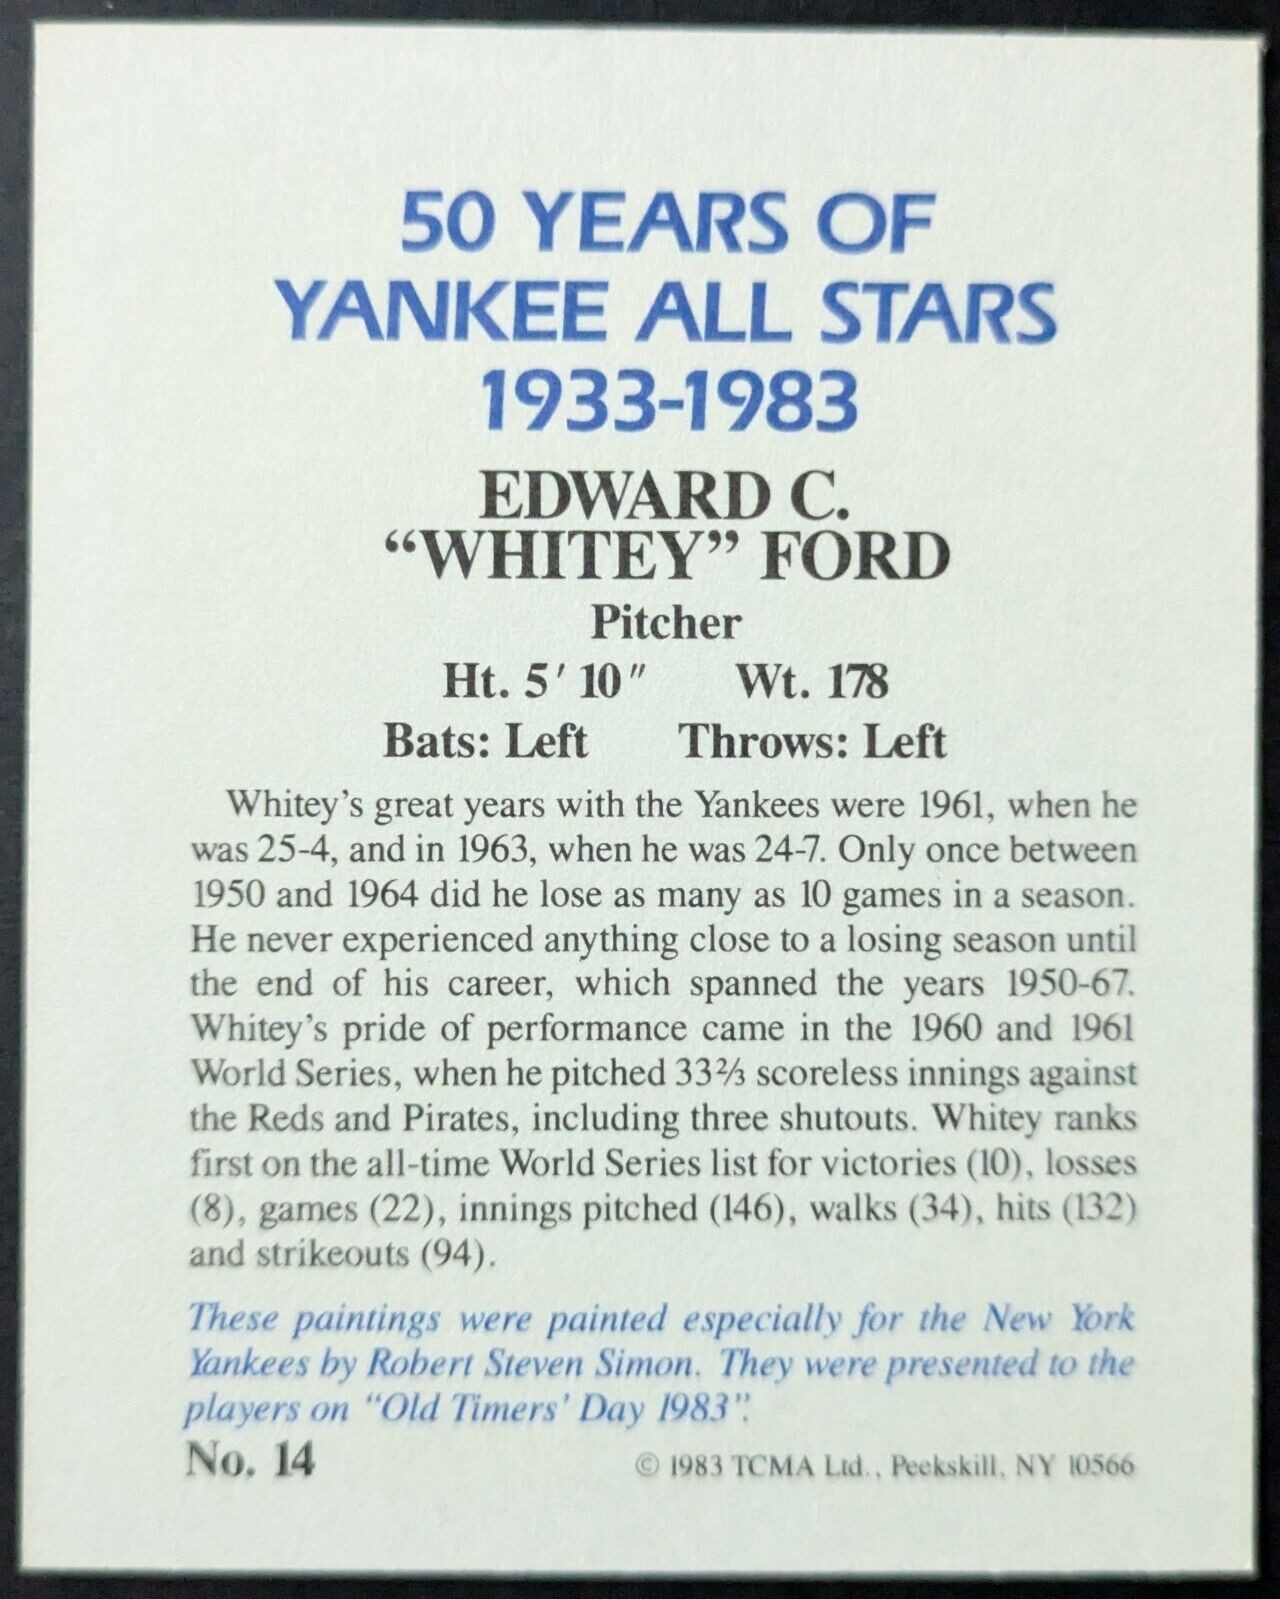 50 YEARS OF
YANKEE ALL STARS
1933-1983
EDWARD C.
“WHITEY” FORD
Pitcher
Ht. 5′ 10″ Wt. 178
Bats: Left Throws: Left
Whitey’s great years with the Yankees were 1961, when he
was 25-4, and in 1963, when he was 24-7. Only once between
1950 and 1964 did he lose as many as 10 games in a season.
He never experienced anything close to a losing season until
the end of his career, which spanned the years 1950-67.
Whitey’s pride of performance came in the 1960 and 1961
World Series, when he pitched 33⅔ scoreless innings against
the Reds and Pirates, including three shutouts. Whitey ranks
first on the all-time World Series list for victories (10), losses
(8), games (22), innings pitched (146), walks (34), hits (132)
and strikeouts (94).
These paintings were painted especially for the New York
Yankees by Robert Steven Simon. They were presented to the
players on “Old Timers’ Day 1983”.
No. 14 © 1983 TCMA Ltd., Peekskill, NY 10566